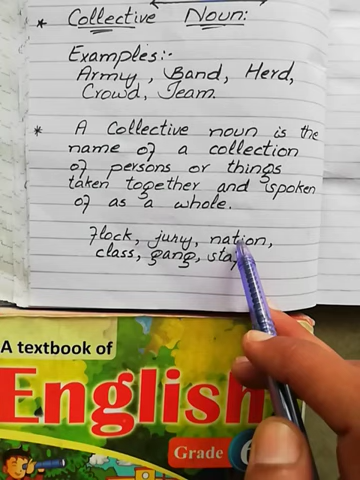 * Collective Noun:
Examples:-
Army, Band, Herd,
Crowd, Team.
* A Collective noun is the
name of a collection
of persons or things
taken together and spoken
of as a whole.
Flock, jury, nation,
class, gang,
A textbook of
English
Grade